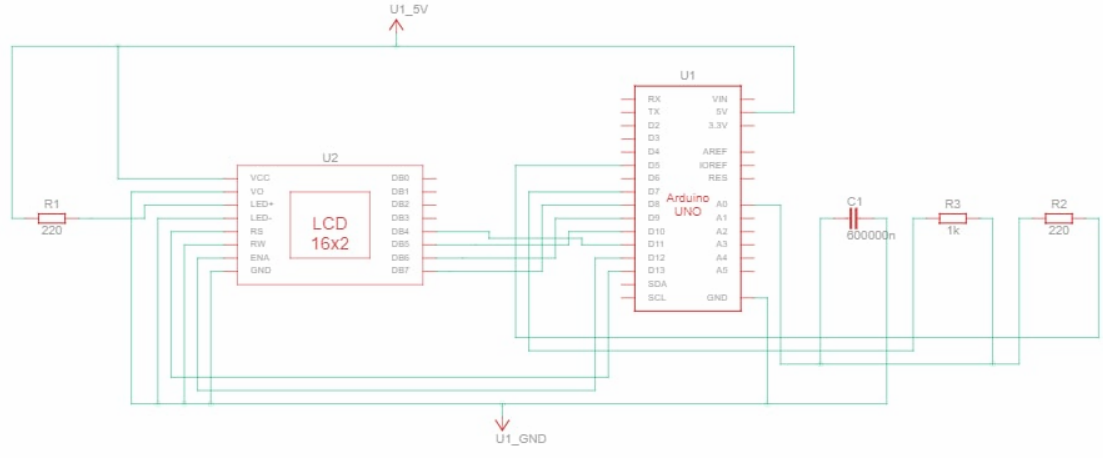 U1_5V
U1
RX
TX
D2
D3
D4
D5
D6
D7
D8
D9
D10
D11
D12
D13
SDA
SCL
Arduino
UNO
VIN
5V
3.3V
AREF
IOREF
RES
A0
A1
A2
A3
A4
A5
GND
U2
VCC
VO
LED+
LED-
RS
RW
ENA
GND
LCD
16x2
DB0
DB1
DB2
DB3
DB4
DB5
DB6
DB7
R1
220
C1
600000n
R3
1k
R2
220
U1_GND